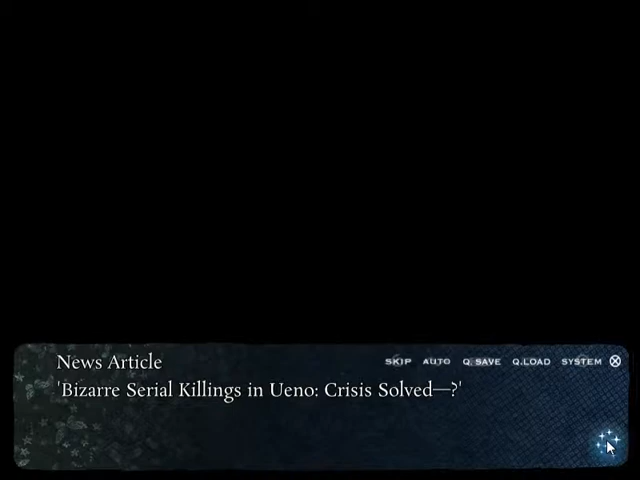 News Article
SKIP AUTO Q.SAVE Q.LOAD SYSTEM
'Bizarre Serial Killings in Ueno: Crisis Solved—?'